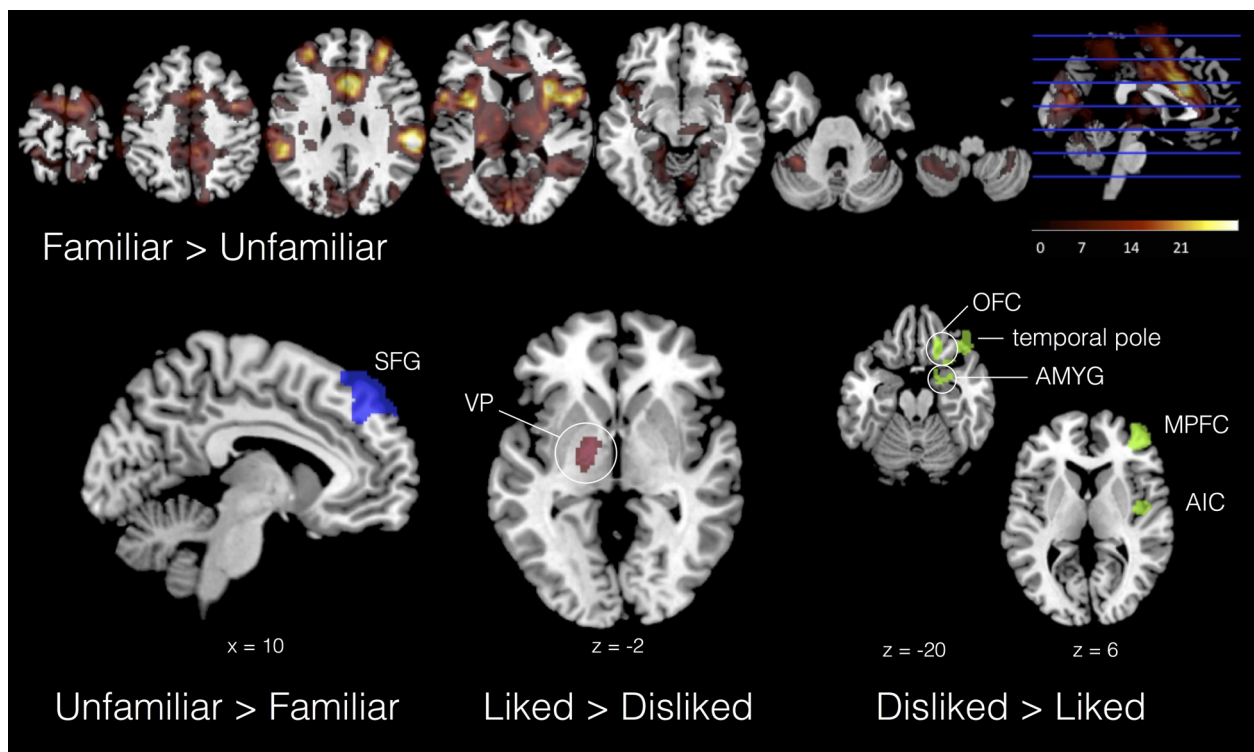 Familiar > Unfamiliar
0 7 14 21
SFG
x = 10
Unfamiliar > Familiar
VP
z = -2
Liked > Disliked
OFC
temporal pole
AMYG
MPFC
AIC
z = -20
z = 6
Disliked > Liked